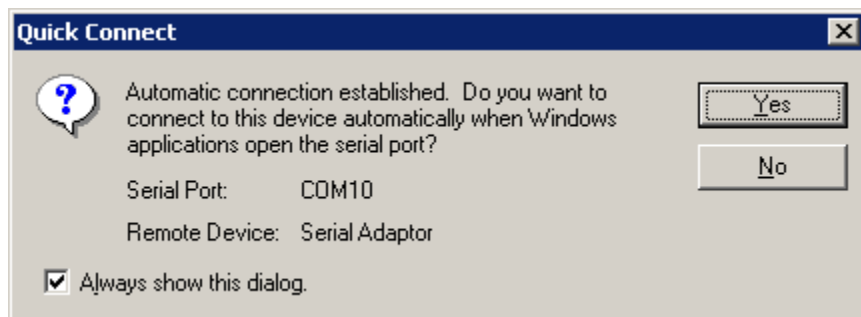 Quick Connect
Automatic connection established.  Do you want to
connect to this device automatically when Windows
applications open the serial port?
Yes
No
Serial Port: COM10
Remote Device: Serial Adaptor
Always show this dialog.